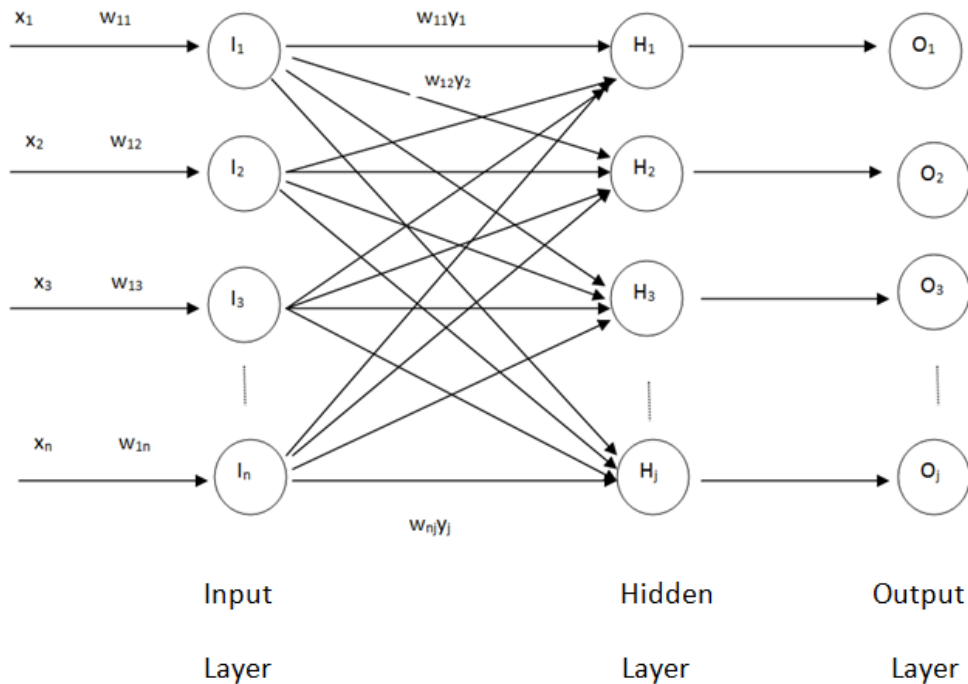 x₁ w₁₁ I₁ w₁₁y₁ H₁ O₁
w₁₂y₂
x₂ w₁₂ I₂ H₂ O₂
x₃ w₁₃ I₃ H₃ O₃
xₙ w₁ₙ Iₙ Hⱼ Oⱼ
wₙⱼyⱼ
Input Hidden Output
Layer Layer Layer